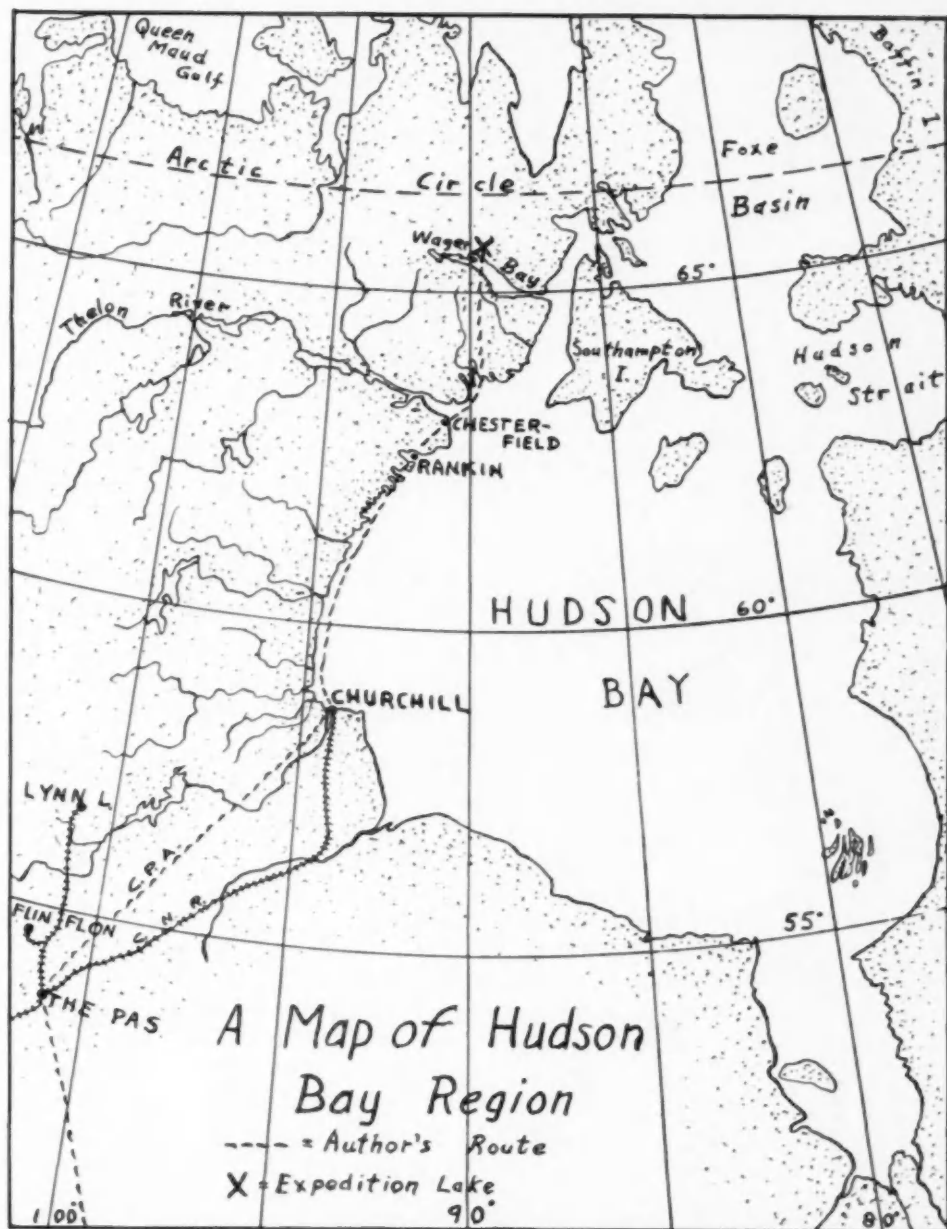 Queen
Maud
Gulf
Baffin I.
Arctic Circle
Foxe
Basin
Wager Bay
65°
Thelon River
Southampton
I.
Hudson
Strait
CHESTER-
FIELD
RANKIN
HUDSON
60°
BAY
CHURCHILL
LYNN L.
C.P.A.
C.N.R.
FLIN FLON
55°
THE PAS
A Map of Hudson
Bay Region
---- = Author's Route
X = Expedition Lake
100°
90°
80°